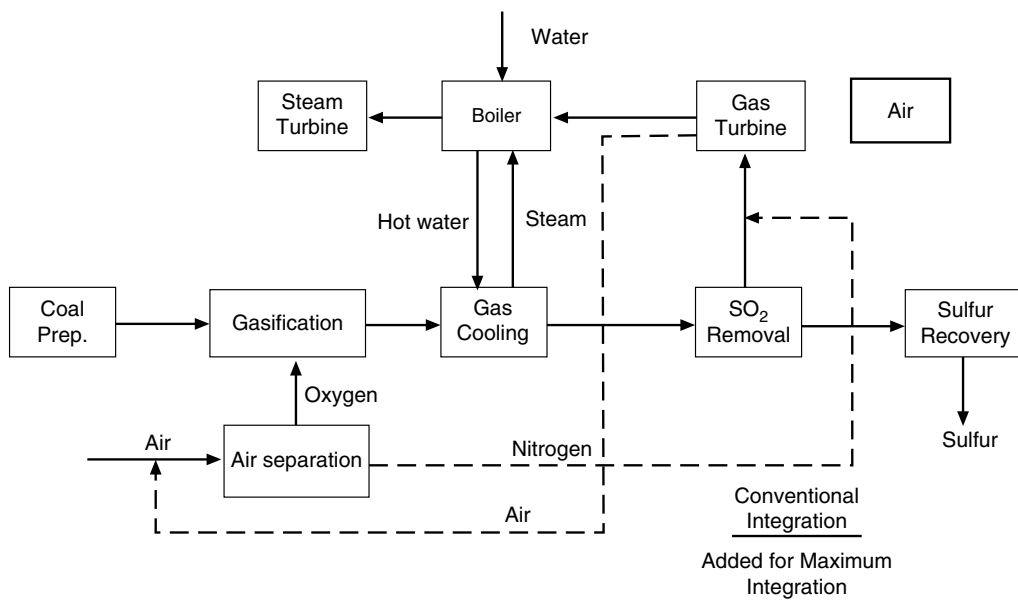 Water
Steam
Turbine
Boiler
Gas
Turbine
Air
Hot water
Steam
Coal
Prep.
Gasification
Gas
Cooling
SO₂
Removal
Sulfur
Recovery
Oxygen
Air
Air separation
Nitrogen
Sulfur
Air
Conventional
Integration
Added for Maximum
Integration